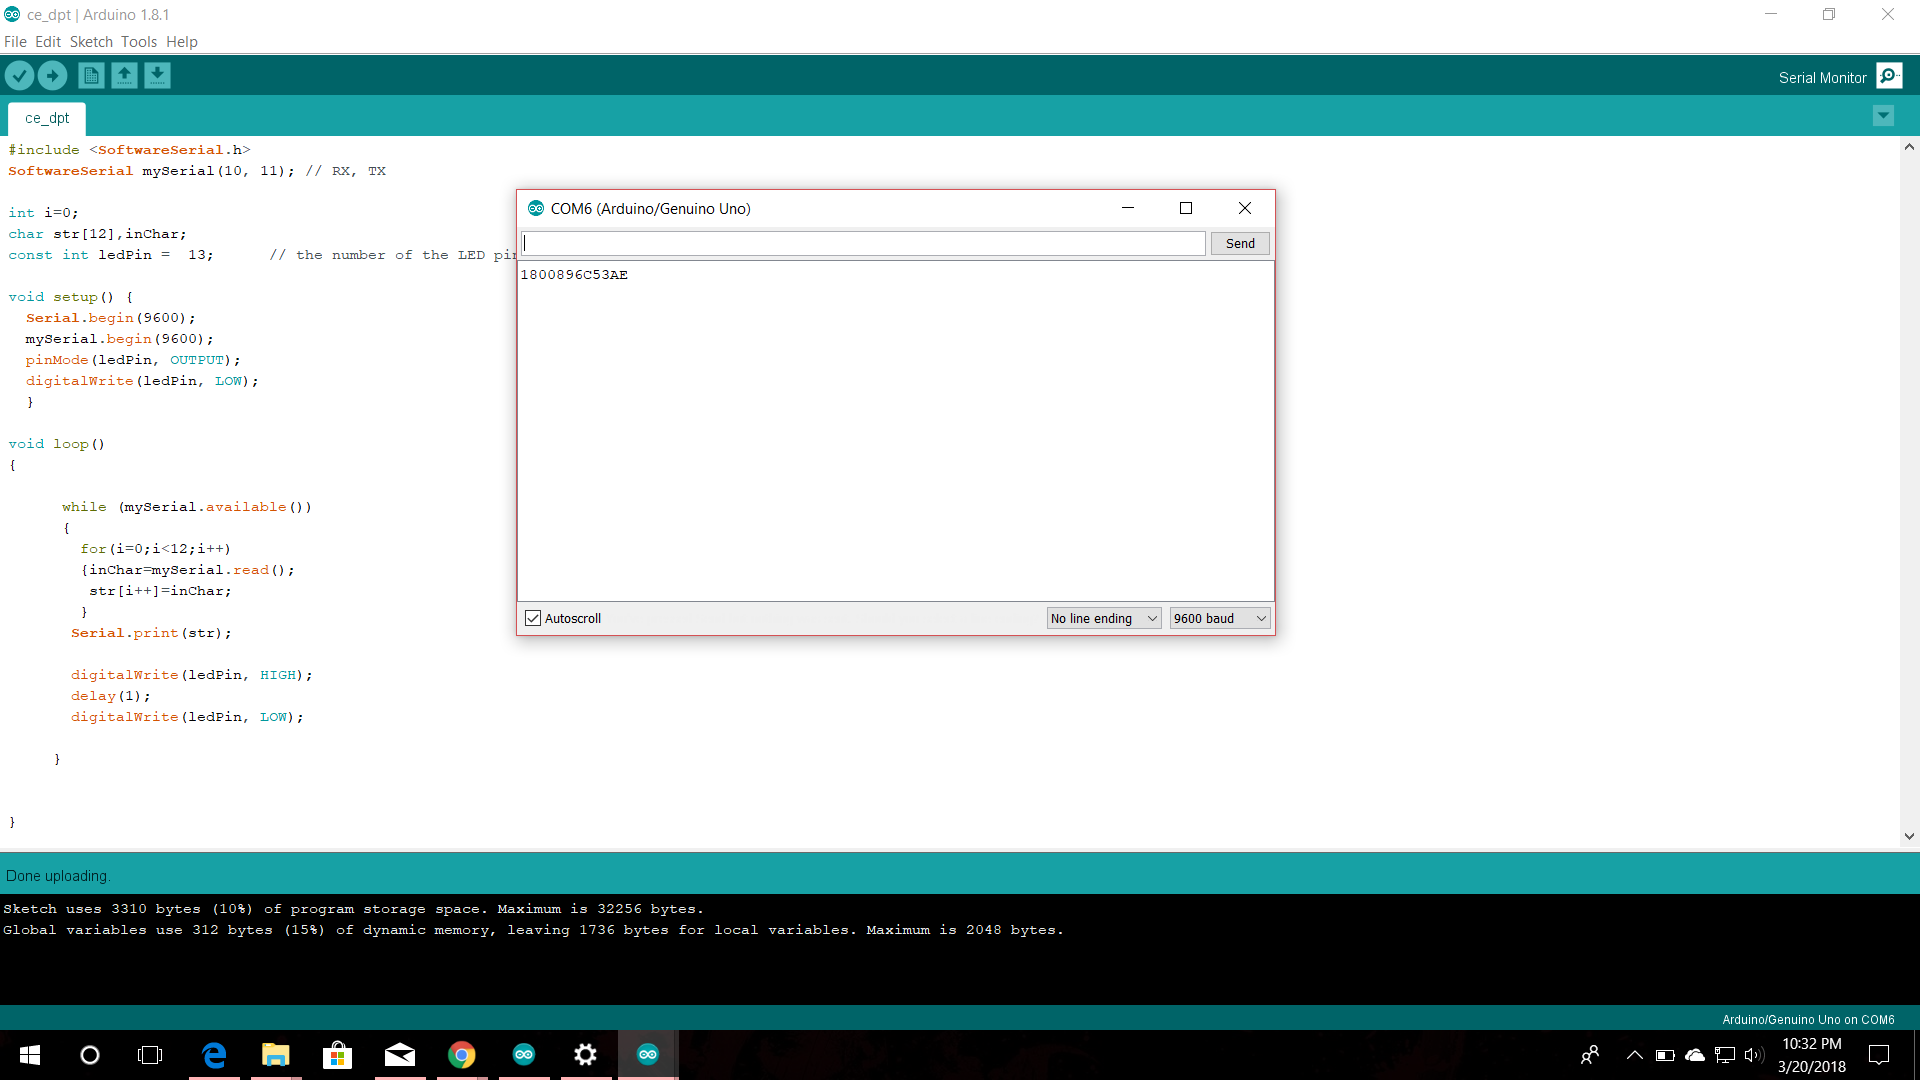 ce_dpt | Arduino 1.8.1
File Edit Sketch Tools Help
Serial Monitor
ce_dpt
#include <SoftwareSerial.h>
SoftwareSerial mySerial(10, 11); // RX, TX
int i=0;
char str[12],inChar;
const int ledPin =  13;      // the number of the LED pin
void setup() {
  Serial.begin(9600);
  mySerial.begin(9600);
  pinMode(ledPin, OUTPUT);
  digitalWrite(ledPin, LOW);
  }
void loop()
{
      while (mySerial.available())
      {
        for(i=0;i<12;i++)
        {inChar=mySerial.read();
         str[i++]=inChar;
        }
       Serial.print(str);
       digitalWrite(ledPin, HIGH);
       delay(1);
       digitalWrite(ledPin, LOW);
     }
}
COM6 (Arduino/Genuino Uno)
Send
1800896C53AE
Autoscroll
No line ending
9600 baud
Done uploading.
Sketch uses 3310 bytes (10%) of program storage space. Maximum is 32256 bytes.
Global variables use 312 bytes (15%) of dynamic memory, leaving 1736 bytes for local variables. Maximum is 2048 bytes.
Arduino/Genuino Uno on COM6
10:32 PM
3/20/2018